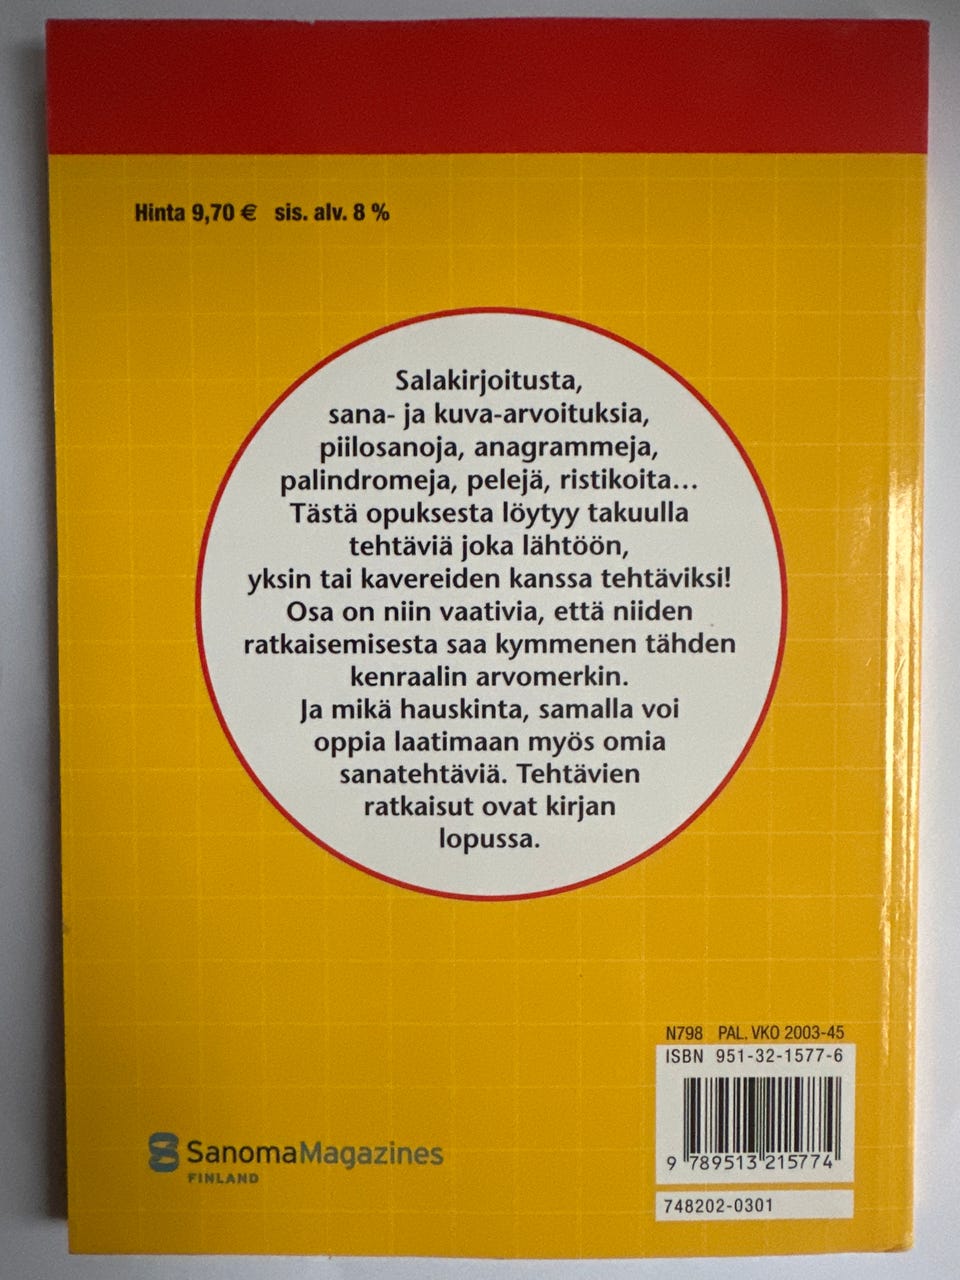 Hinta 9,70 € sis. alv. 8 %
Salakirjoitusta,
sana- ja kuva-arvoituksia,
piilosanoja, anagrammeja,
palindromeja, pelejä, ristikoita...
Tästä opuksesta löytyy takuulla
tehtäviä joka lähtöön,
yksin tai kavereiden kanssa tehtäviksi!
Osa on niin vaativia, että niiden
ratkaisemisesta saa kymmenen tähden
kenraalin arvomerkin.
Ja mikä hauskinta, samalla voi
oppia laatimaan myös omia
sanatehtäviä. Tehtävien
ratkaisut ovat kirjan
lopussa.
N798 PAL. VKO 2003-45
ISBN 951-32-1577-6
9 789513 215774
748202-0301
SanomaMagazines
FINLAND